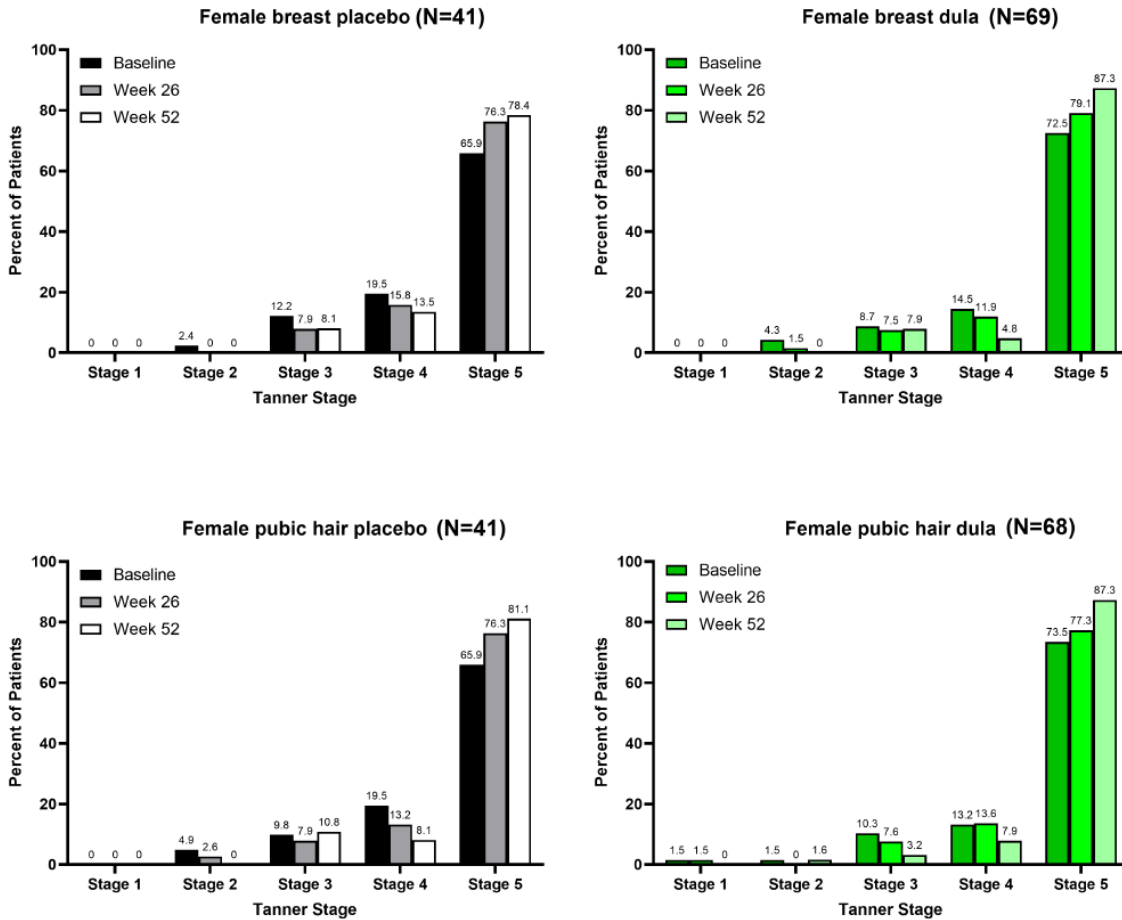 Female breast placebo (N=41)
Percent of Patients
100
80
60
40
20
0
Baseline
Week 26
Week 52
0 0 0
2.4 0 0
12.2 7.9 8.1
19.5 15.8 13.5
65.9 76.3 78.4
Stage 1 Stage 2 Stage 3 Stage 4 Stage 5
Tanner Stage
Female breast dula (N=69)
Percent of Patients
100
80
60
40
20
0
Baseline
Week 26
Week 52
0 0 0
4.3 1.5 0
8.7 7.5 7.9
14.5 11.9 4.8
72.5 79.1 87.3
Stage 1 Stage 2 Stage 3 Stage 4 Stage 5
Tanner Stage
Female pubic hair placebo (N=41)
Percent of Patients
100
80
60
40
20
0
Baseline
Week 26
Week 52
0 0 0
4.9 2.6 0
9.8 7.9 10.8
19.5 13.2 8.1
65.9 76.3 81.1
Stage 1 Stage 2 Stage 3 Stage 4 Stage 5
Tanner Stage
Female pubic hair dula (N=68)
Percent of Patients
100
80
60
40
20
0
Baseline
Week 26
Week 52
1.5 1.5 0
1.5 0 1.6
10.3 7.6 3.2
13.2 13.6 7.9
73.5 77.3 87.3
Stage 1 Stage 2 Stage 3 Stage 4 Stage 5
Tanner Stage